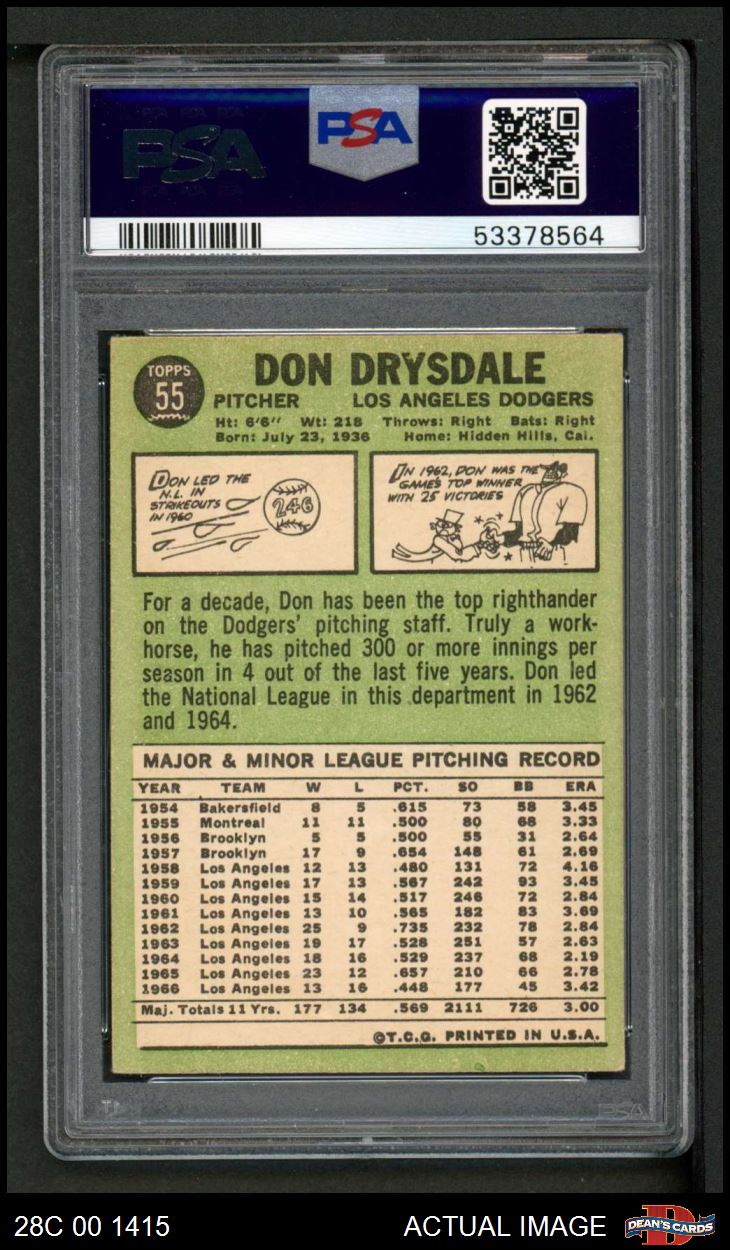 PSA
53378564
TOPPS
55
DON DRYSDALE
PITCHER LOS ANGELES DODGERS
Ht: 6'6'' Wt: 218 Throws: Right Bats: Right
Born: July 23, 1936 Home: Hidden Hills, Cal.
DON LED THE
N.L. IN
STRIKEOUTS
IN 1960
246
IN 1962, DON WAS THE
GAME'S TOP WINNER
WITH 25 VICTORIES
For a decade, Don has been the top righthander
on the Dodgers' pitching staff. Truly a work-
horse, he has pitched 300 or more innings per
season in 4 out of the last five years. Don led
the National League in this department in 1962
and 1964.
MAJOR & MINOR LEAGUE PITCHING RECORD
YEAR TEAM W L PCT. SO BB ERA
1954 Bakersfield 8 5 .615 73 58 3.45
1955 Montreal 11 11 .500 80 68 3.33
1956 Brooklyn 5 5 .500 55 31 2.64
1957 Brooklyn 17 9 .654 148 61 2.69
1958 Los Angeles 12 13 .480 131 72 4.16
1959 Los Angeles 17 13 .567 242 93 3.45
1960 Los Angeles 15 14 .517 246 72 2.84
1961 Los Angeles 13 10 .565 182 83 3.69
1962 Los Angeles 25 9 .735 232 78 2.84
1963 Los Angeles 19 17 .528 251 57 2.63
1964 Los Angeles 18 16 .529 237 68 2.19
1965 Los Angeles 23 12 .657 210 66 2.78
1966 Los Angeles 13 16 .448 177 45 3.42
Maj. Totals 11 Yrs. 177 134 .569 2111 726 3.00
©T.C.G. PRINTED IN U.S.A.
PSA
28C 00 1415 ACTUAL IMAGE DEAN'S CARDS